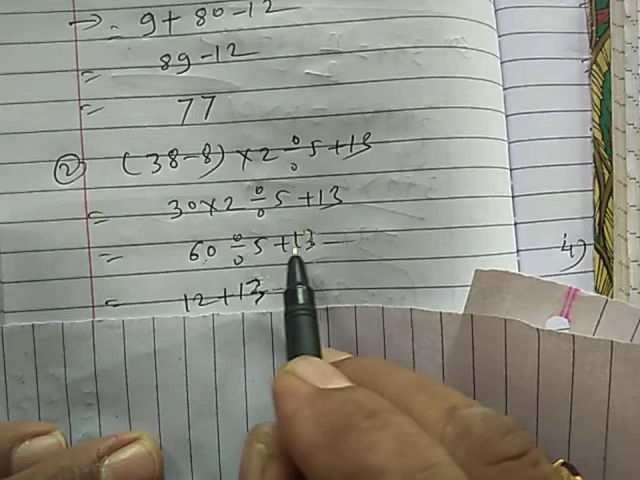 → = 9 + 80 - 12
= 89 - 12
= 77
② (38 - 8) × 2 ÷ 5 + 13
= 30 × 2 ÷ 5 + 13
= 60 ÷ 5 + 13
= 12 + 13
4)